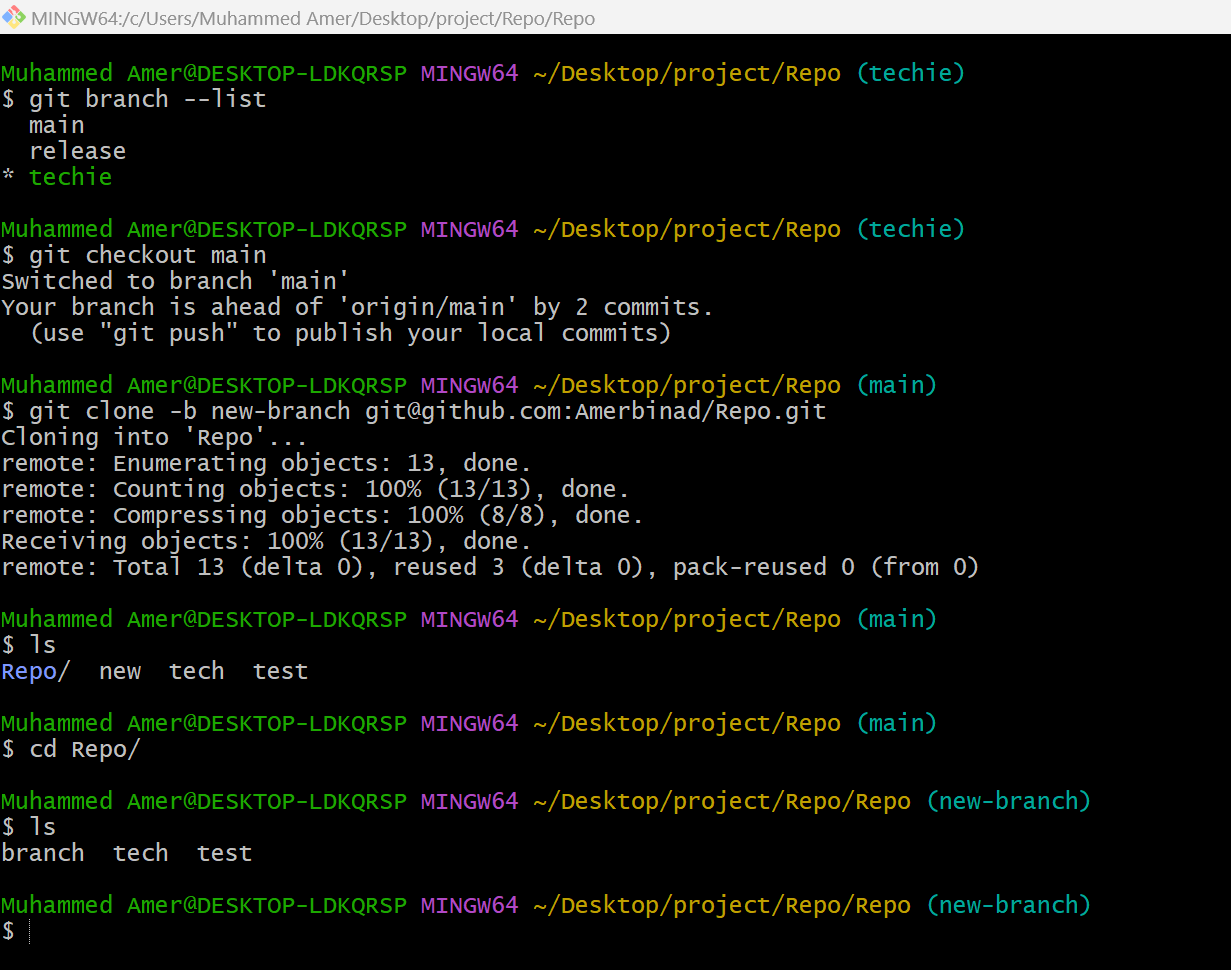 MINGW64:/c/Users/Muhammed Amer/Desktop/project/Repo/Repo
Muhammed Amer@DESKTOP-LDKQRSP MINGW64 ~/Desktop/project/Repo (techie)
$ git branch --list
  main
  release
* techie
Muhammed Amer@DESKTOP-LDKQRSP MINGW64 ~/Desktop/project/Repo (techie)
$ git checkout main
Switched to branch 'main'
Your branch is ahead of 'origin/main' by 2 commits.
  (use "git push" to publish your local commits)
Muhammed Amer@DESKTOP-LDKQRSP MINGW64 ~/Desktop/project/Repo (main)
$ git clone -b new-branch git@github.com:Amerbinad/Repo.git
Cloning into 'Repo'...
remote: Enumerating objects: 13, done.
remote: Counting objects: 100% (13/13), done.
remote: Compressing objects: 100% (8/8), done.
Receiving objects: 100% (13/13), done.
remote: Total 13 (delta 0), reused 3 (delta 0), pack-reused 0 (from 0)
Muhammed Amer@DESKTOP-LDKQRSP MINGW64 ~/Desktop/project/Repo (main)
$ ls
Repo/  new  tech  test
Muhammed Amer@DESKTOP-LDKQRSP MINGW64 ~/Desktop/project/Repo (main)
$ cd Repo/
Muhammed Amer@DESKTOP-LDKQRSP MINGW64 ~/Desktop/project/Repo/Repo (new-branch)
$ ls
branch  tech  test
Muhammed Amer@DESKTOP-LDKQRSP MINGW64 ~/Desktop/project/Repo/Repo (new-branch)
$